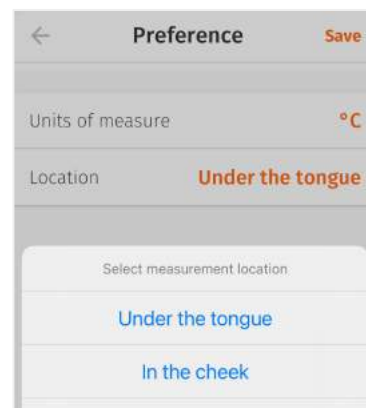 Preference Save
Units of measure °C
Location Under the tongue
Select measurement location
Under the tongue
In the cheek